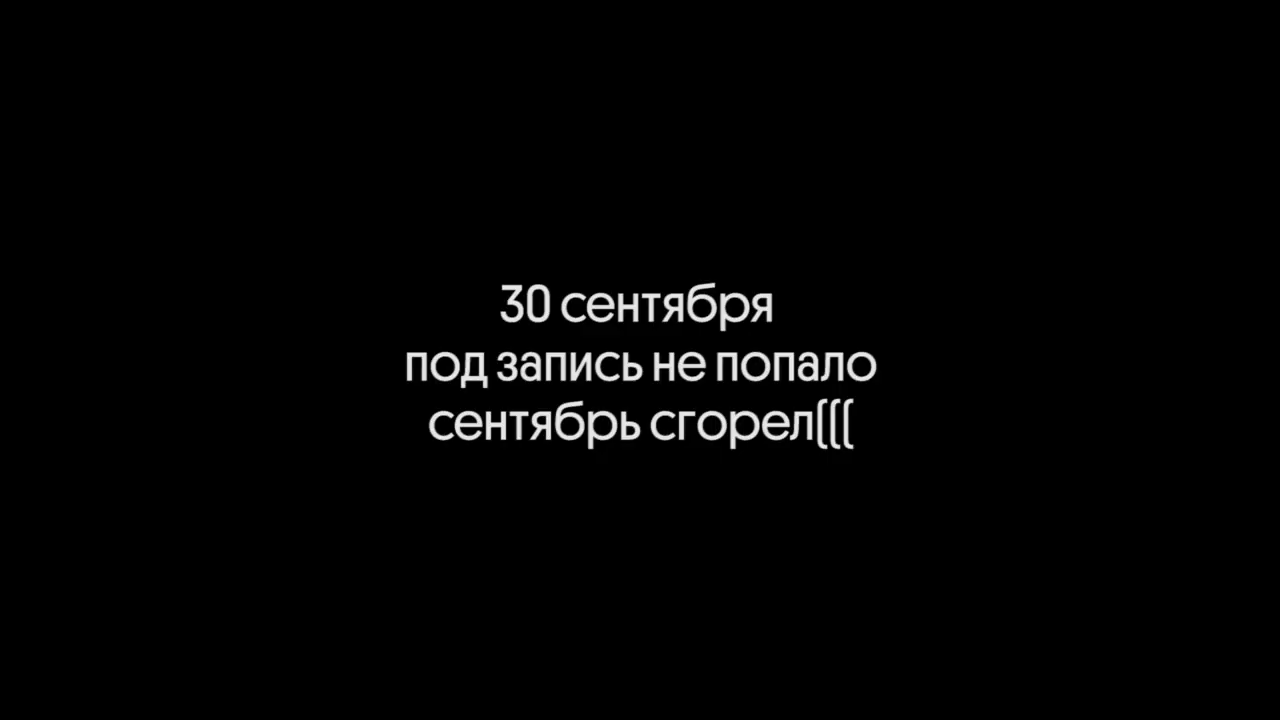 30 сентября
под запись не попало
сентябрь сгорел(((